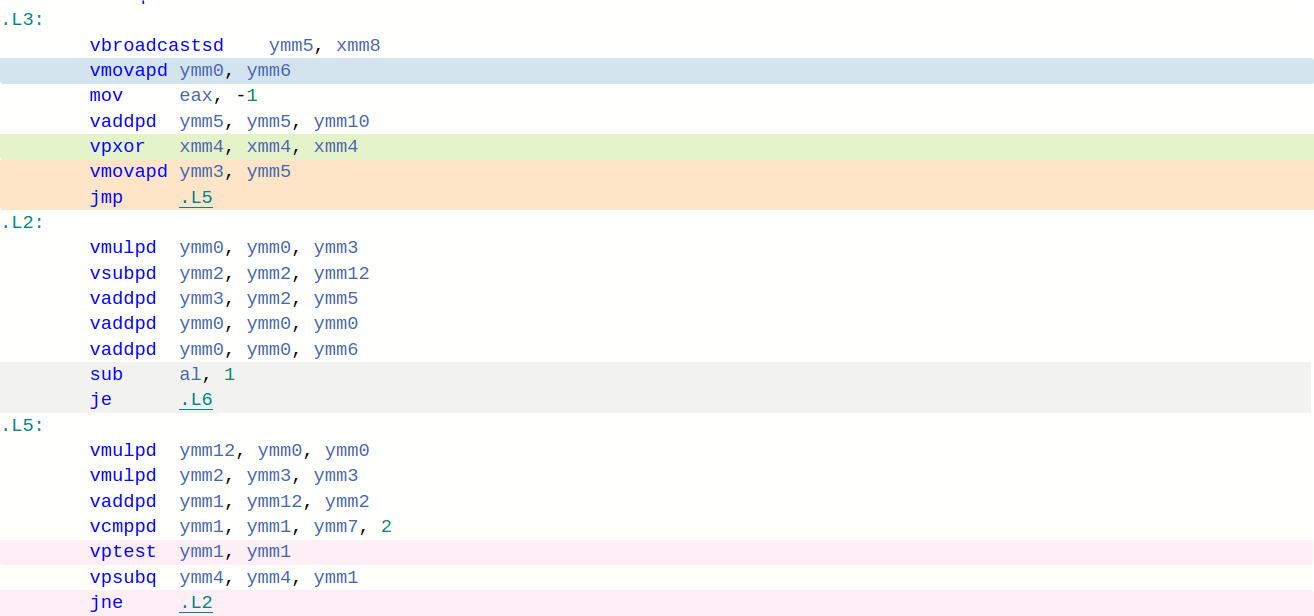 .L3:
vbroadcastsd ymm5, xmm8
vmovapd ymm0, ymm6
mov eax, -1
vaddpd ymm5, ymm5, ymm10
vpxor xmm4, xmm4, xmm4
vmovapd ymm3, ymm5
jmp .L5
.L2:
vmulpd ymm0, ymm0, ymm3
vsubpd ymm2, ymm2, ymm12
vaddpd ymm3, ymm2, ymm5
vaddpd ymm0, ymm0, ymm0
vaddpd ymm0, ymm0, ymm6
sub al, 1
je .L6
.L5:
vmulpd ymm12, ymm0, ymm0
vmulpd ymm2, ymm3, ymm3
vaddpd ymm1, ymm12, ymm2
vcmppd ymm1, ymm1, ymm7, 2
vptest ymm1, ymm1
vpsubq ymm4, ymm4, ymm1
jne .L2